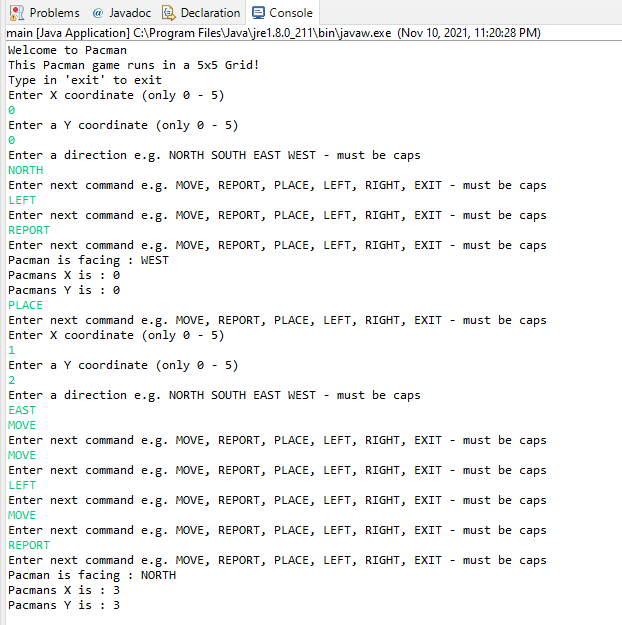 Problems @ Javadoc Declaration Console
main [Java Application] C:\Program Files\Java\jre1.8.0_211\bin\javaw.exe (Nov 10, 2021, 11:20:28 PM)
Welcome to Pacman
This Pacman game runs in a 5x5 Grid!
Type in 'exit' to exit
Enter X coordinate (only 0 - 5)
0
Enter a Y coordinate (only 0 - 5)
0
Enter a direction e.g. NORTH SOUTH EAST WEST - must be caps
NORTH
Enter next command e.g. MOVE, REPORT, PLACE, LEFT, RIGHT, EXIT - must be caps
LEFT
Enter next command e.g. MOVE, REPORT, PLACE, LEFT, RIGHT, EXIT - must be caps
REPORT
Enter next command e.g. MOVE, REPORT, PLACE, LEFT, RIGHT, EXIT - must be caps
Pacman is facing : WEST
Pacmans X is : 0
Pacmans Y is : 0
PLACE
Enter next command e.g. MOVE, REPORT, PLACE, LEFT, RIGHT, EXIT - must be caps
Enter X coordinate (only 0 - 5)
1
Enter a Y coordinate (only 0 - 5)
2
Enter a direction e.g. NORTH SOUTH EAST WEST - must be caps
EAST
MOVE
Enter next command e.g. MOVE, REPORT, PLACE, LEFT, RIGHT, EXIT - must be caps
MOVE
Enter next command e.g. MOVE, REPORT, PLACE, LEFT, RIGHT, EXIT - must be caps
LEFT
Enter next command e.g. MOVE, REPORT, PLACE, LEFT, RIGHT, EXIT - must be caps
MOVE
Enter next command e.g. MOVE, REPORT, PLACE, LEFT, RIGHT, EXIT - must be caps
REPORT
Enter next command e.g. MOVE, REPORT, PLACE, LEFT, RIGHT, EXIT - must be caps
Pacman is facing : NORTH
Pacmans X is : 3
Pacmans Y is : 3